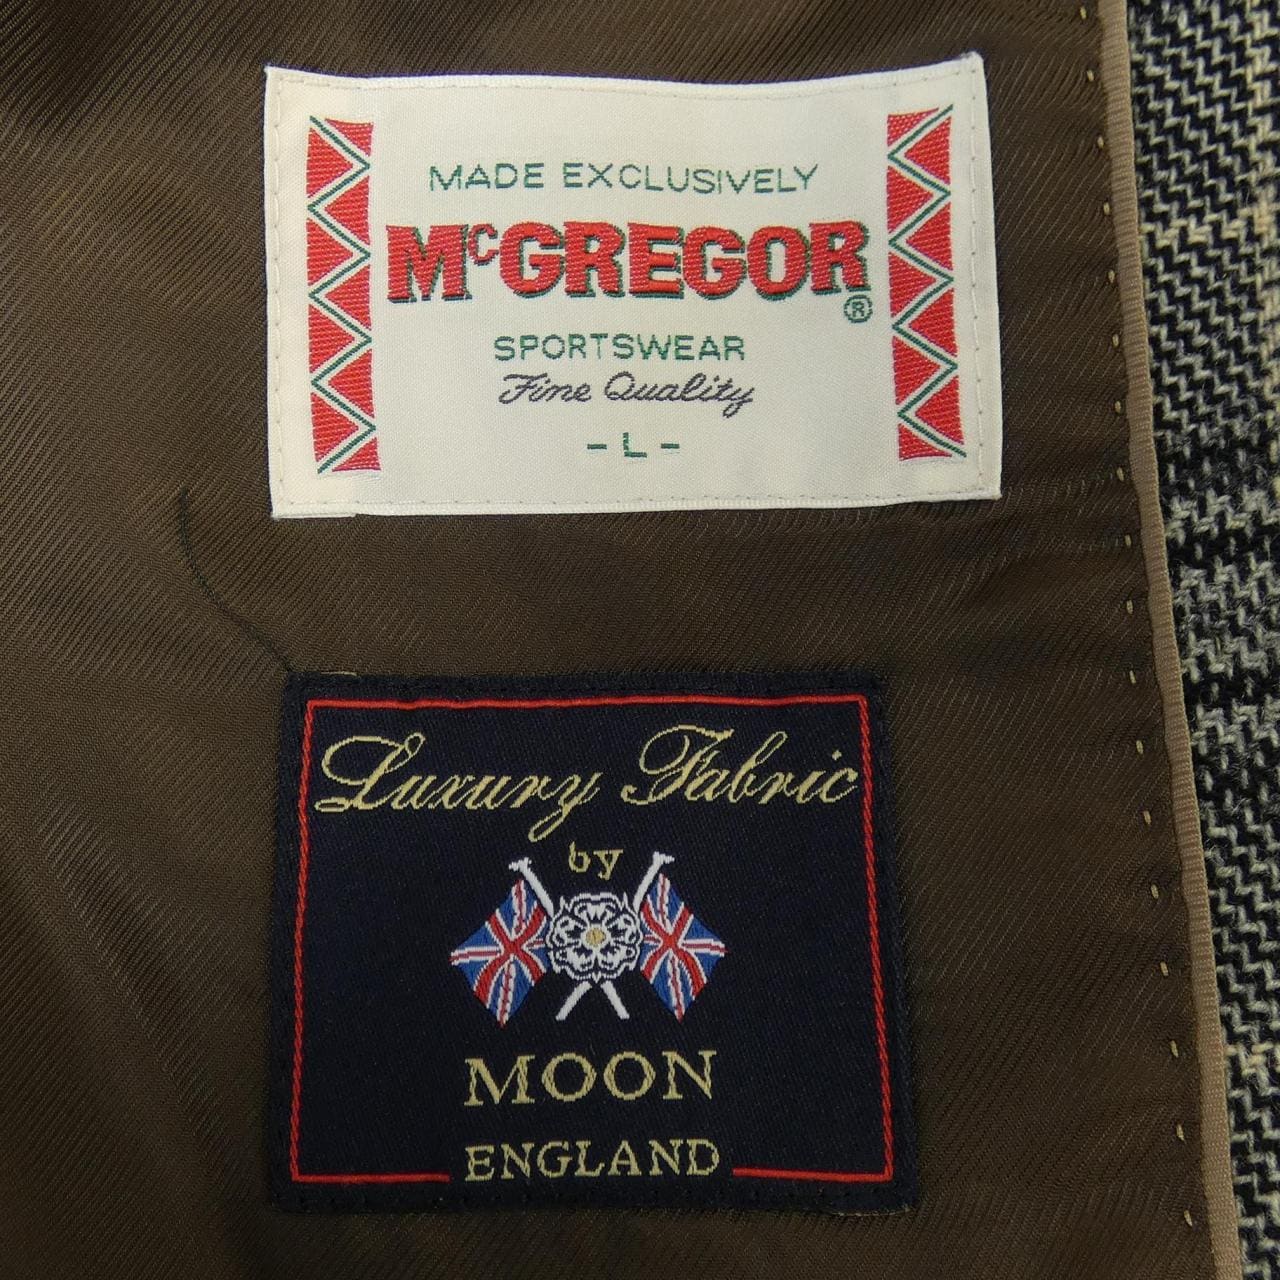 MADE EXCLUSIVELY
McGREGOR
®
SPORTSWEAR
Fine Quality
- L -
Luxury Fabric
by
MOON
ENGLAND